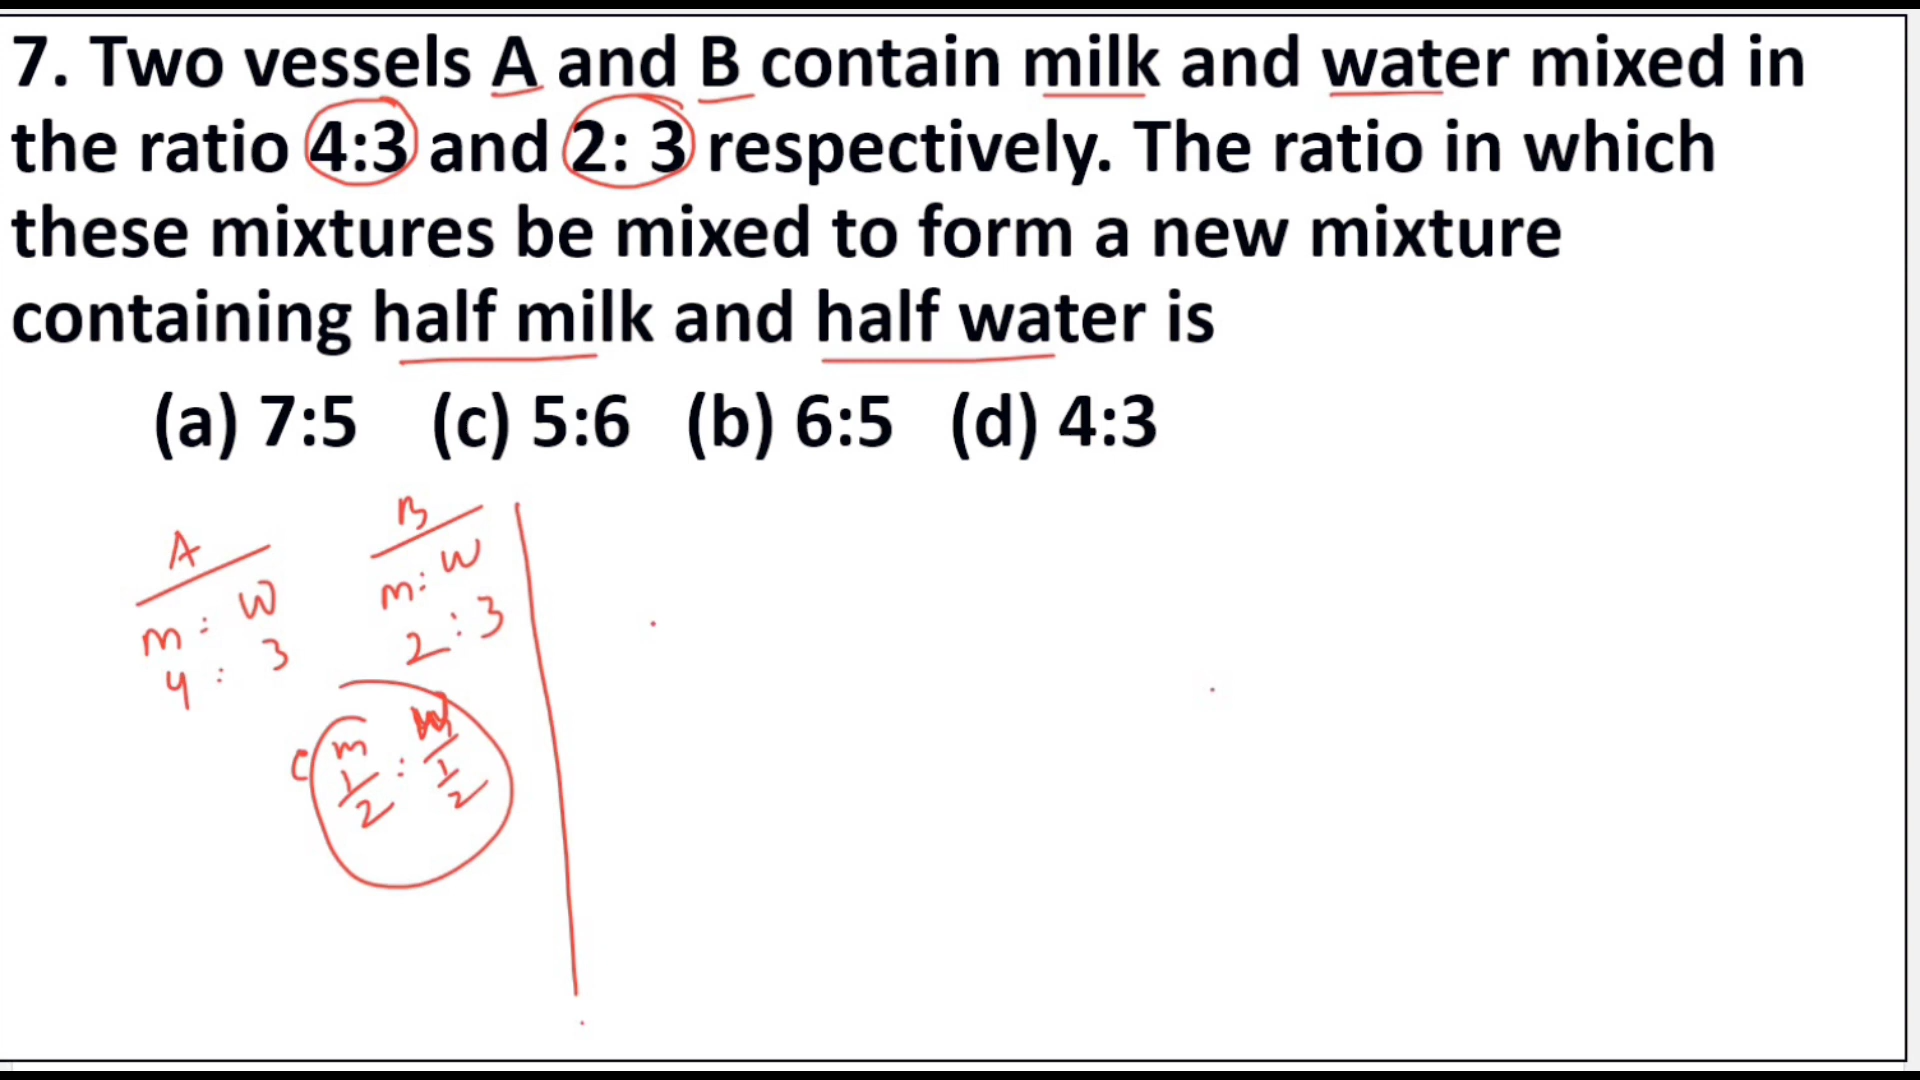 7. Two vessels A and B contain milk and water mixed in
the ratio 4:3 and 2: 3 respectively. The ratio in which
these mixtures be mixed to form a new mixture
containing half milk and half water is
(a) 7:5 (c) 5:6 (b) 6:5 (d) 4:3
A
m : W
4 : 3
B
m : W
2 : 3
C
m : W
1/2 : 1/2